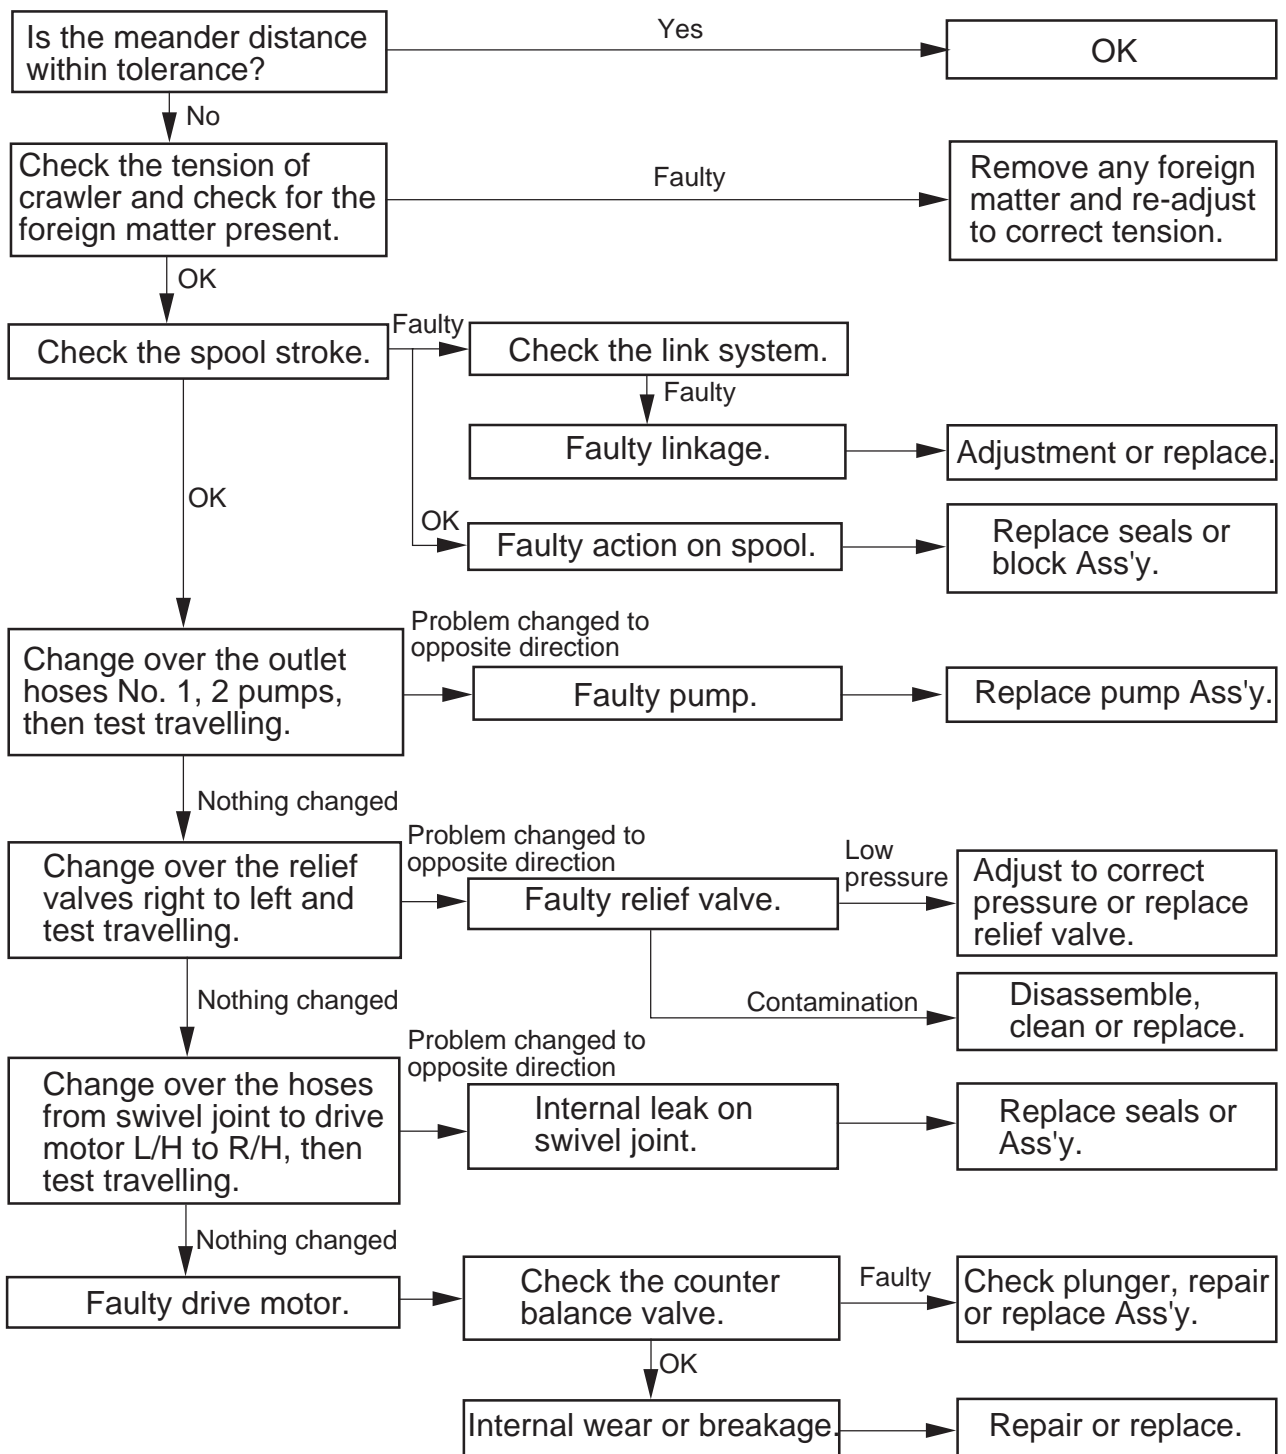 Is the meander distance
within tolerance?
Yes
OK
No
Check the tension of
crawler and check for the
foreign matter present.
Faulty
Remove any foreign
matter and re-adjust
to correct tension.
OK
Check the spool stroke.
Faulty
Check the link system.
Faulty
Faulty linkage.
Adjustment or replace.
OK
OK
Faulty action on spool.
Replace seals or
block Ass'y.
Change over the outlet
hoses No. 1, 2 pumps,
then test travelling.
Problem changed to
opposite direction
Faulty pump.
Replace pump Ass'y.
Nothing changed
Change over the relief
valves right to left and
test travelling.
Problem changed to
opposite direction
Faulty relief valve.
Low
pressure
Adjust to correct
pressure or replace
relief valve.
Contamination
Disassemble,
clean or replace.
Nothing changed
Change over the hoses
from swivel joint to drive
motor L/H to R/H, then
test travelling.
Problem changed to
opposite direction
Internal leak on
swivel joint.
Replace seals or
Ass'y.
Nothing changed
Faulty drive motor.
Check the counter
balance valve.
Faulty
Check plunger, repair
or replace Ass'y.
OK
Internal wear or breakage.
Repair or replace.